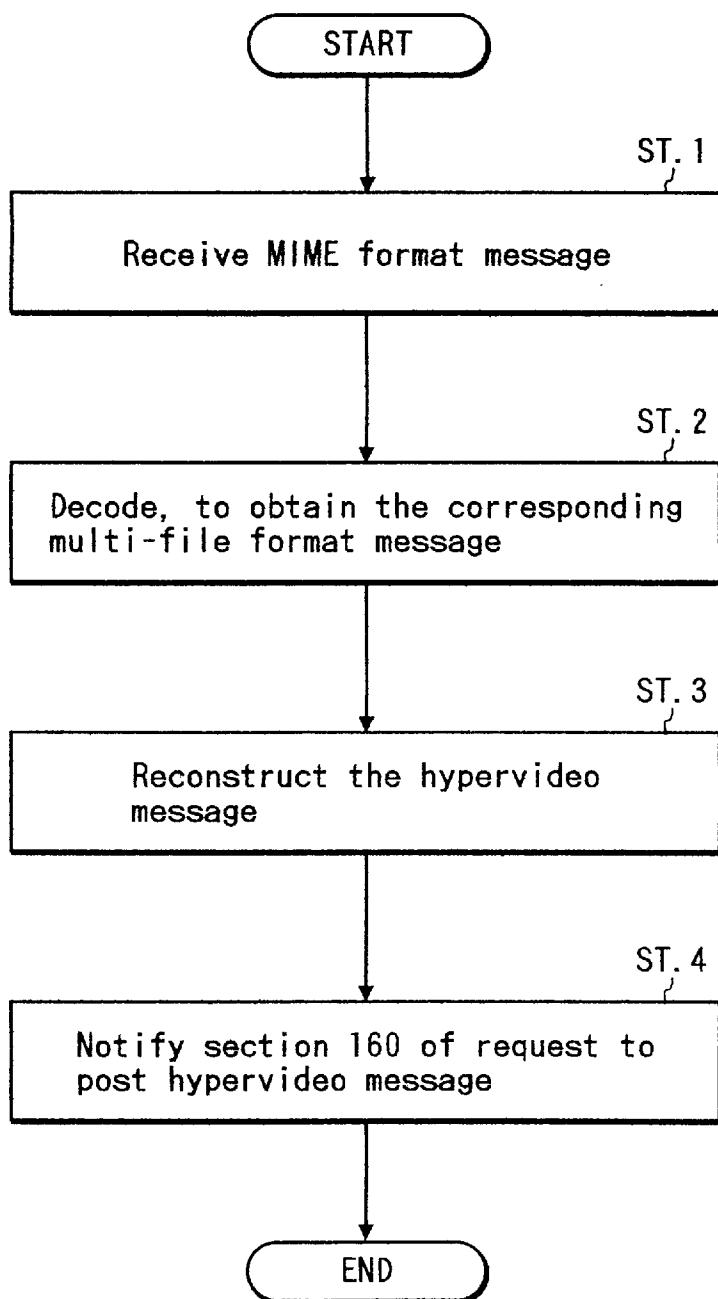 START
ST. 1
Receive MIME format message
ST. 2
Decode, to obtain the corresponding
multi-file format message
ST. 3
Reconstruct the hypervideo
message
ST. 4
Notify section 160 of request to
post hypervideo message
END